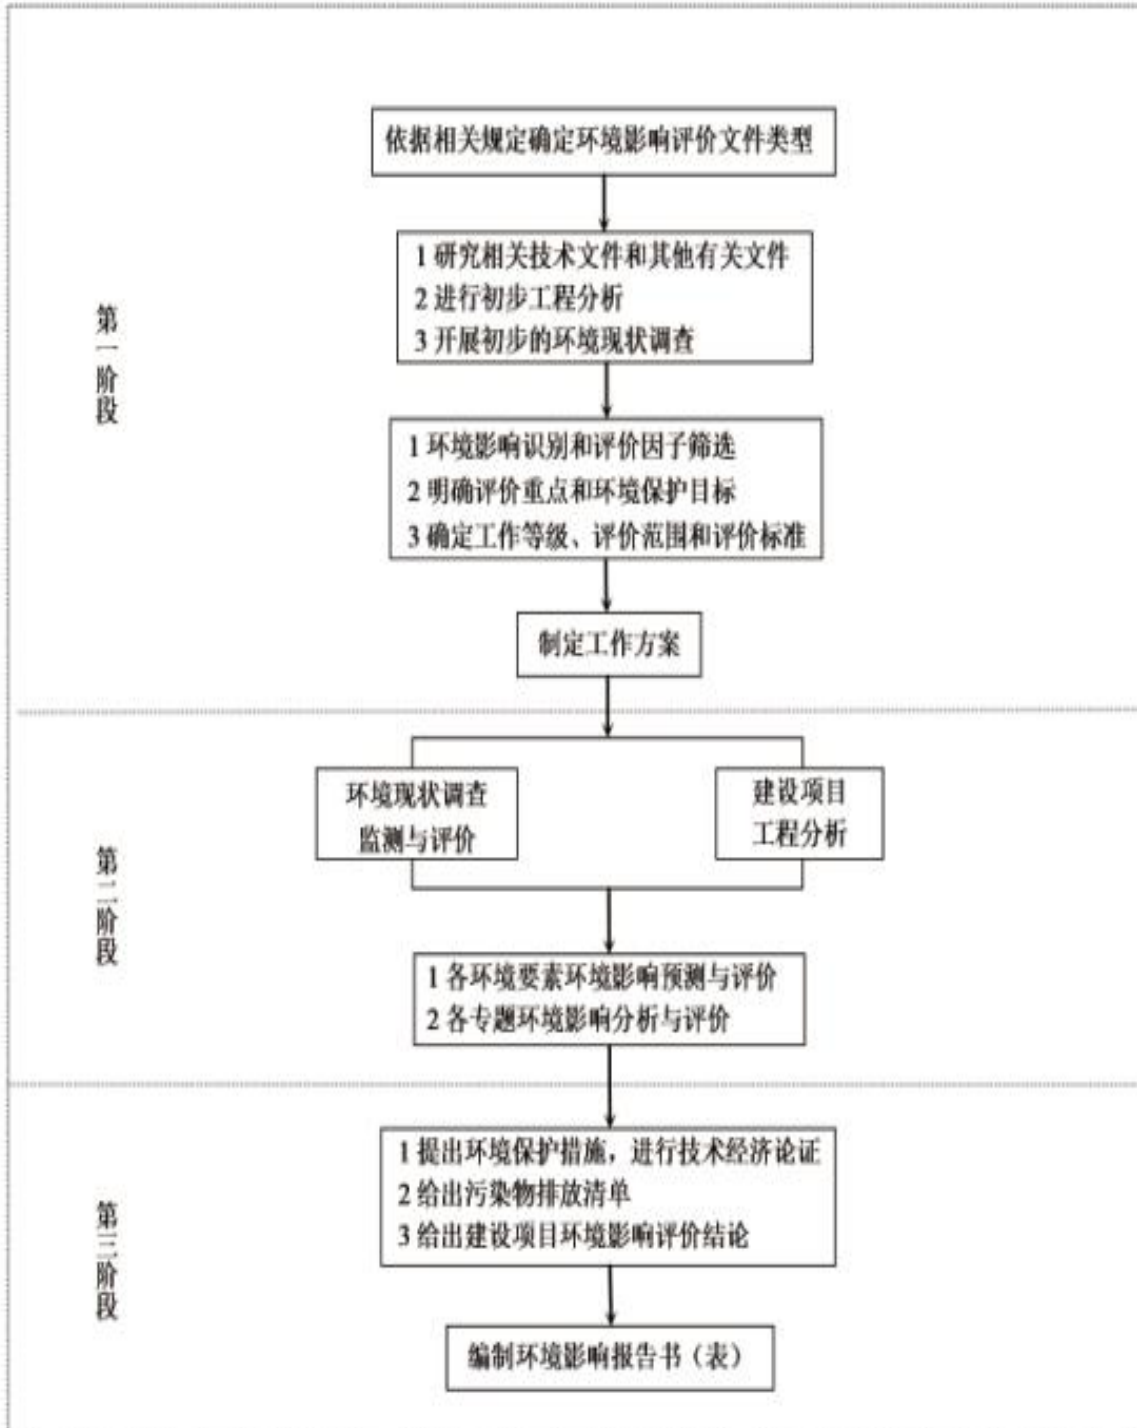 依据相关规定确定环境影响评价文件类型
1 研究相关技术文件和其他有关文件
2 进行初步工程分析
3 开展初步的环境现状调查
第一阶段
1 环境影响识别和评价因子筛选
2 明确评价重点和环境保护目标
3 确定工作等级、评价范围和评价标准
制定工作方案
环境现状调查
监测与评价
建设项目
工程分析
第二阶段
1 各环境要素环境影响预测与评价
2 各专题环境影响分析与评价
1 提出环境保护措施，进行技术经济论证
2 给出污染物排放清单
3 给出建设项目环境影响评价结论
第三阶段
编制环境影响报告书（表）